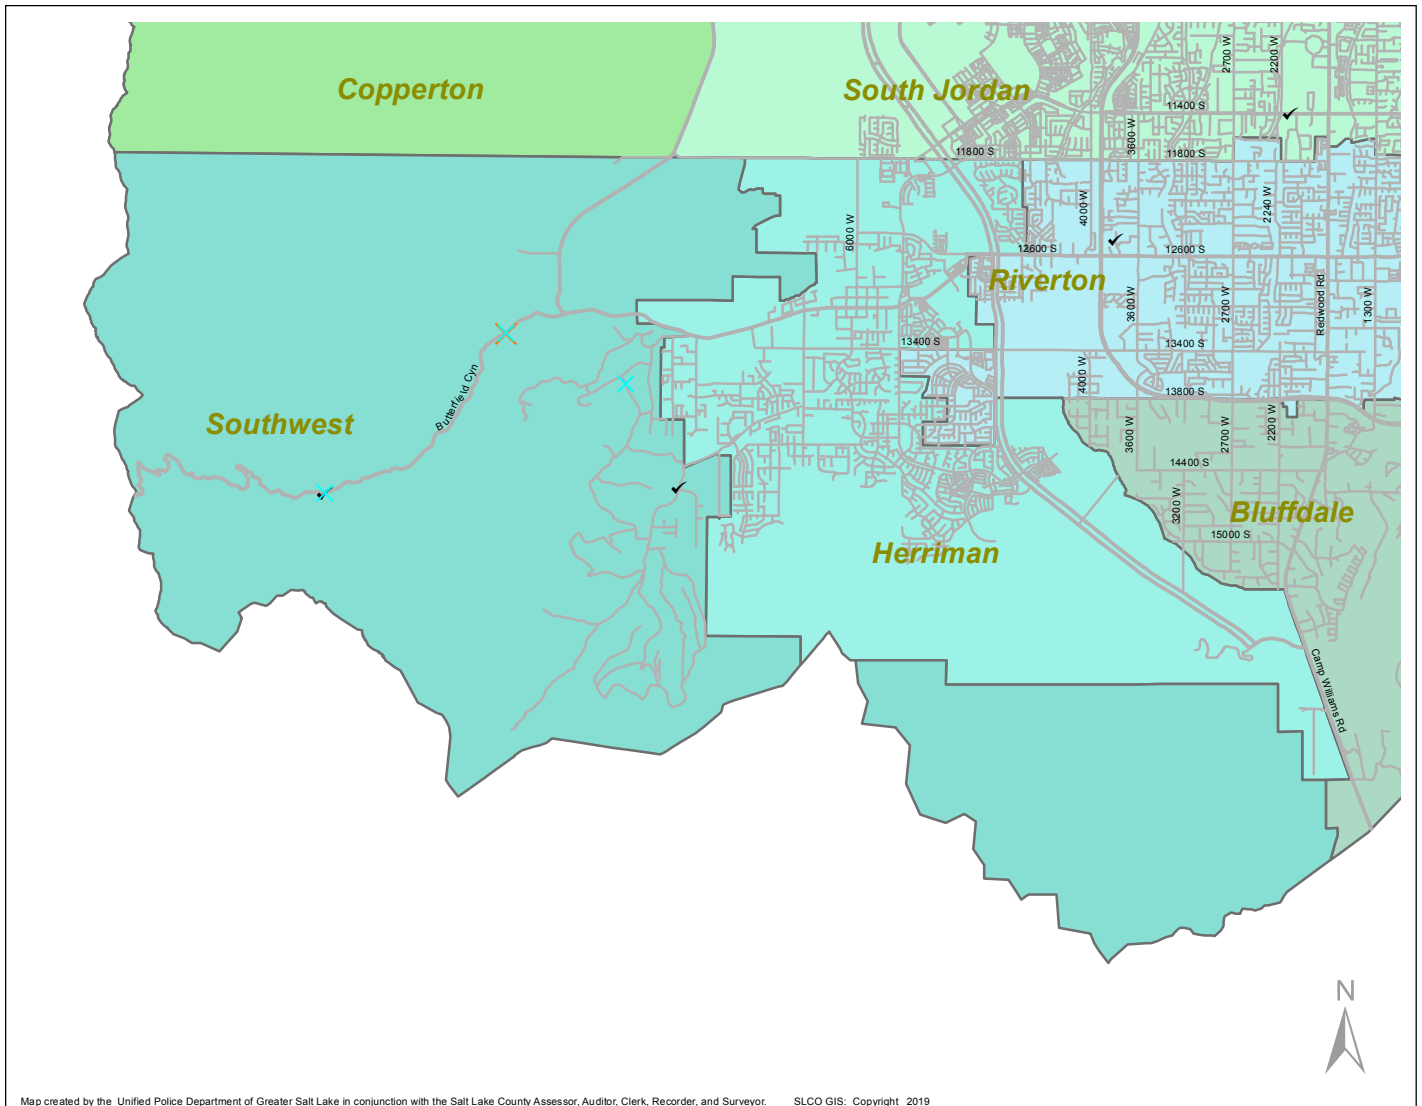 2700 W
2200 W
Copperton
South Jordan
11400 S
3600 W
11800 S
11800 S
4000 W
2240 W
6000 W
12600 S
12600 S
Riverton
3600 W
2700 W
Redwood Rd
1300 W
13400 S
13400 S
4000 W
13800 S
Butterfield Cyn
Southwest
3600 W
2700 W
2200 W
14400 S
3200 W
Bluffdale
15000 S
Herriman
Camp Williams Rd
N
Map created by the Unified Police Department of Greater Salt Lake in conjunction with the Salt Lake County Assessor, Auditor, Clerk, Recorder, and Surveyor. SLCO GIS: Copyright 2019